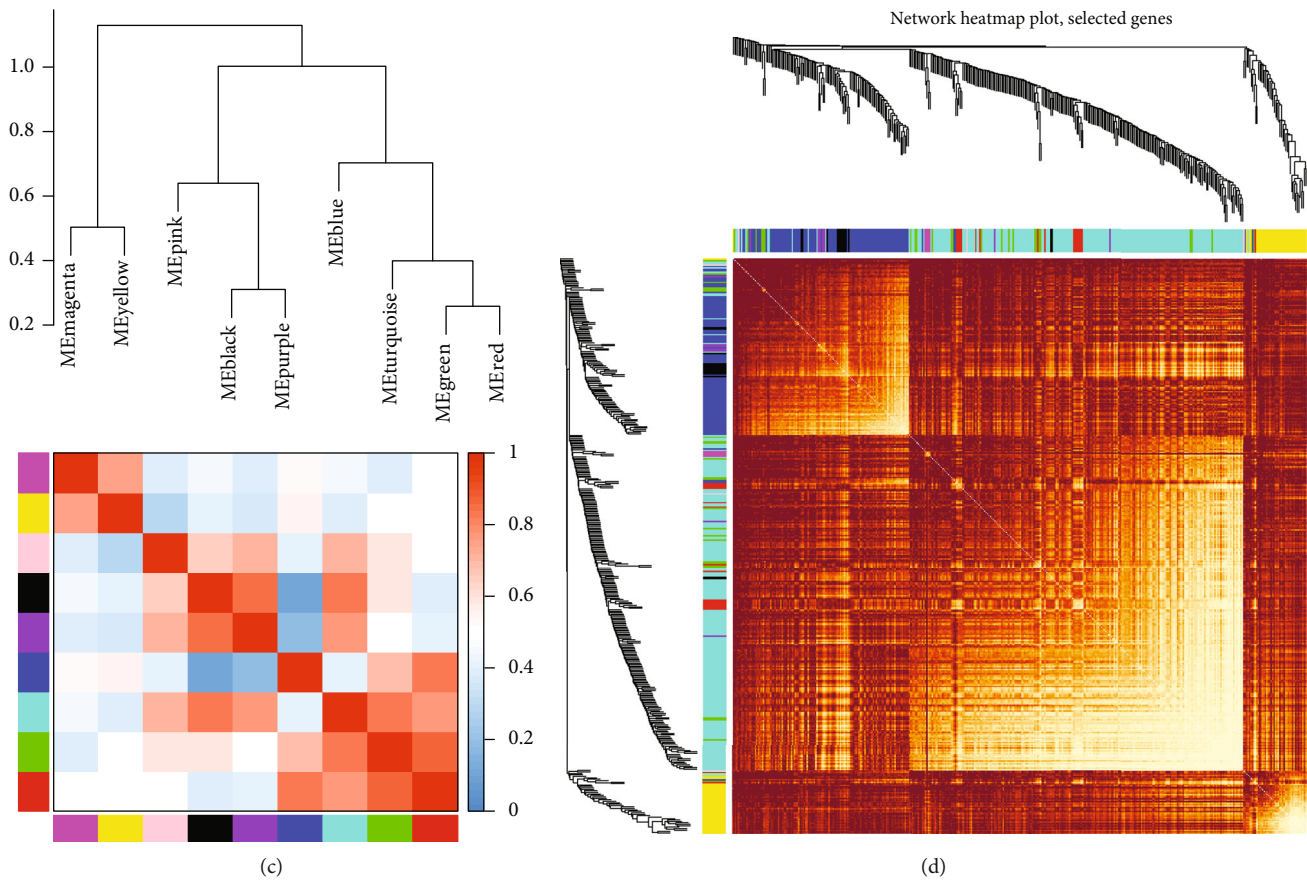 Network heatmap plot, selected genes
1.0
0.8
0.6
0.4
0.2
MEmagenta
MEyellow
MEpink
MEblack
MEpurple
MEblue
MEturquoise
MEgreen
MEred
1
0.8
0.6
0.4
0.2
0
(c)
(d)